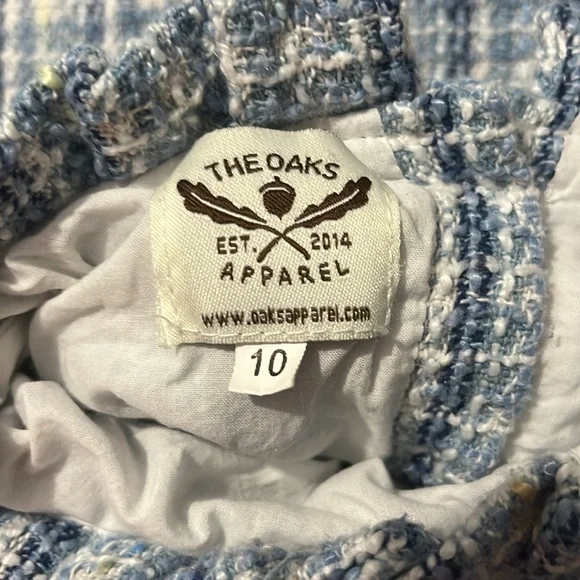 THE OAKS
EST. 2014
APPAREL
www.oaksapparel.com
10